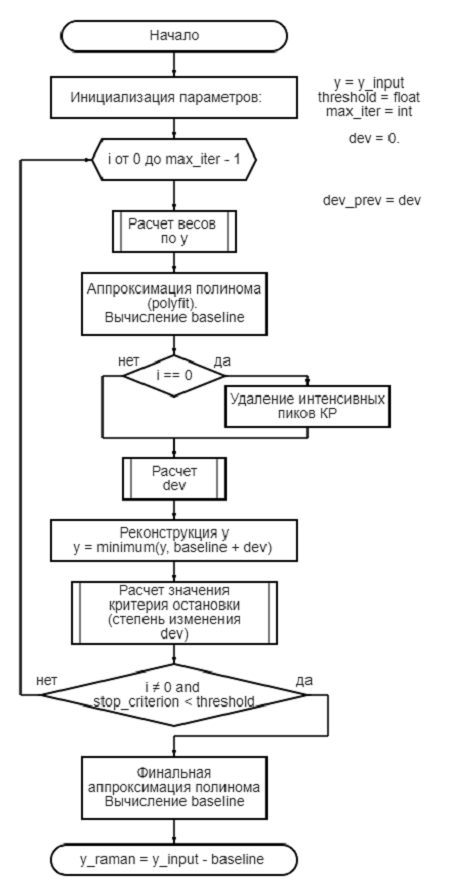 Начало
Инициализация параметров:
y = y_input
threshold = float
max_iter = int
dev = 0.
i от 0 до max_iter - 1
dev_prev = dev
Расчет весов
по y
Аппроксимация полинома
(polyfit).
Вычисление baseline
нет
да
i == 0
Удаление интенсивных
пиков КР
Расчет
dev
Реконструкция y
y = minimum(y, baseline + dev)
Расчет значения
критерия остановки
(степень изменения
dev)
нет
да
i ≠ 0 and
stop_criterion < threshold
Финальная
аппроксимация полинома
Вычисление baseline
y_raman = y_input - baseline